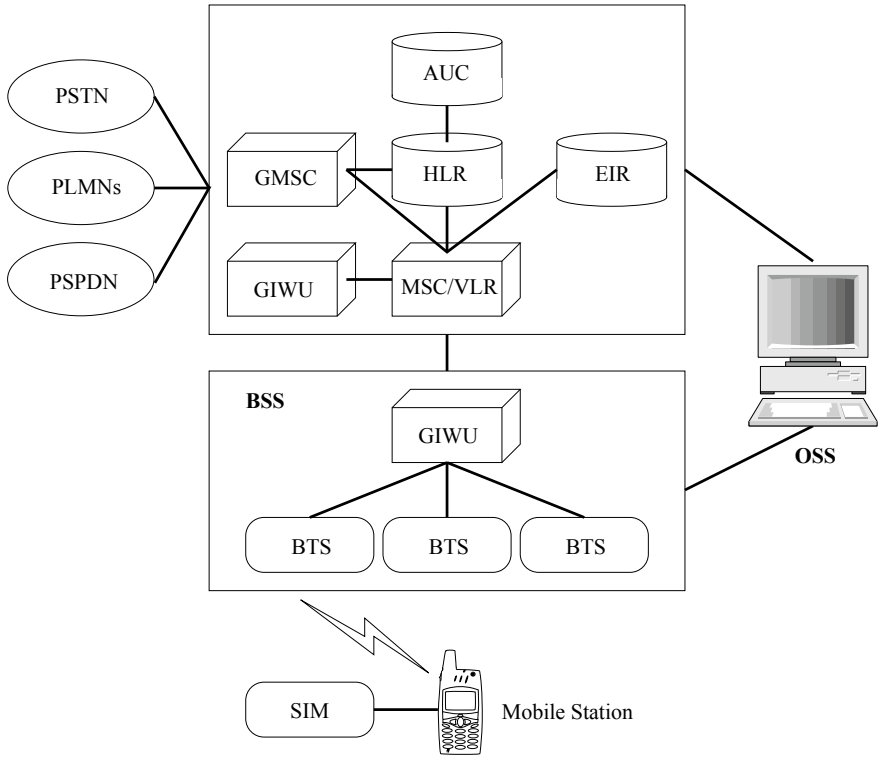 AUC
PSTN
GMSC
HLR
EIR
PLMNs
PSPDN
GIWU
MSC/VLR
BSS
GIWU
OSS
BTS
BTS
BTS
SIM
Mobile Station